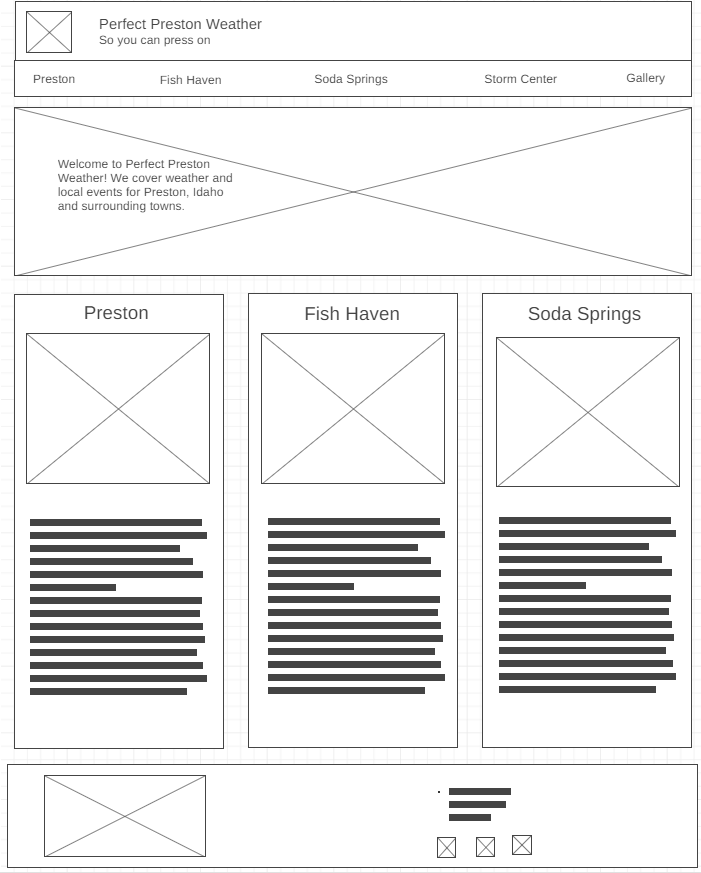 Perfect Preston Weather
So you can press on
Preston
Fish Haven
Soda Springs
Storm Center
Gallery
Welcome to Perfect Preston
Weather! We cover weather and
local events for Preston, Idaho
and surrounding towns.
Preston
Fish Haven
Soda Springs